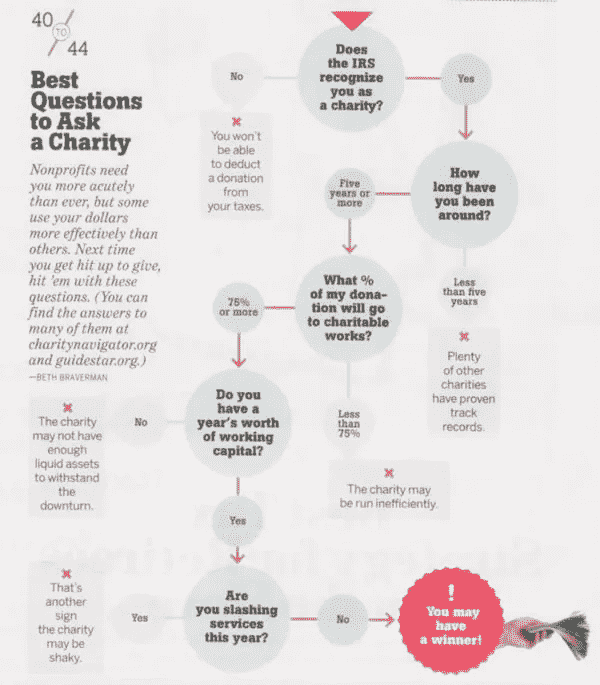 40
TO
44
Best
Questions
to Ask
a Charity
Nonprofits need
you more acutely
than ever, but some
use your dollars
more effectively than
others. Next time
you get hit up to give,
hit 'em with these
questions. (You can
find the answers to
many of them at
charitynavigator.org
and guidestar.org.)
—BETH BRAVERMAN
Does
the IRS
recognize
you as
a charity?
No
Yes
You won't
be able
to deduct
a donation
from
your taxes.
How
long have
you been
around?
Five
years or
more
Less
than five
years
Plenty
of other
charities
have proven
track
records.
What %
of my dona-
tion will go
to charitable
works?
75%
or more
Less
than
75%
The charity may
be run inefficiently.
Do you
have a
year's worth
of working
capital?
No
The charity
may not have
enough
liquid assets
to withstand
the
downturn.
Yes
Are
you slashing
services
this year?
Yes
That's
another
sign
the charity
may be
shaky.
No
!
You may
have
a winner!